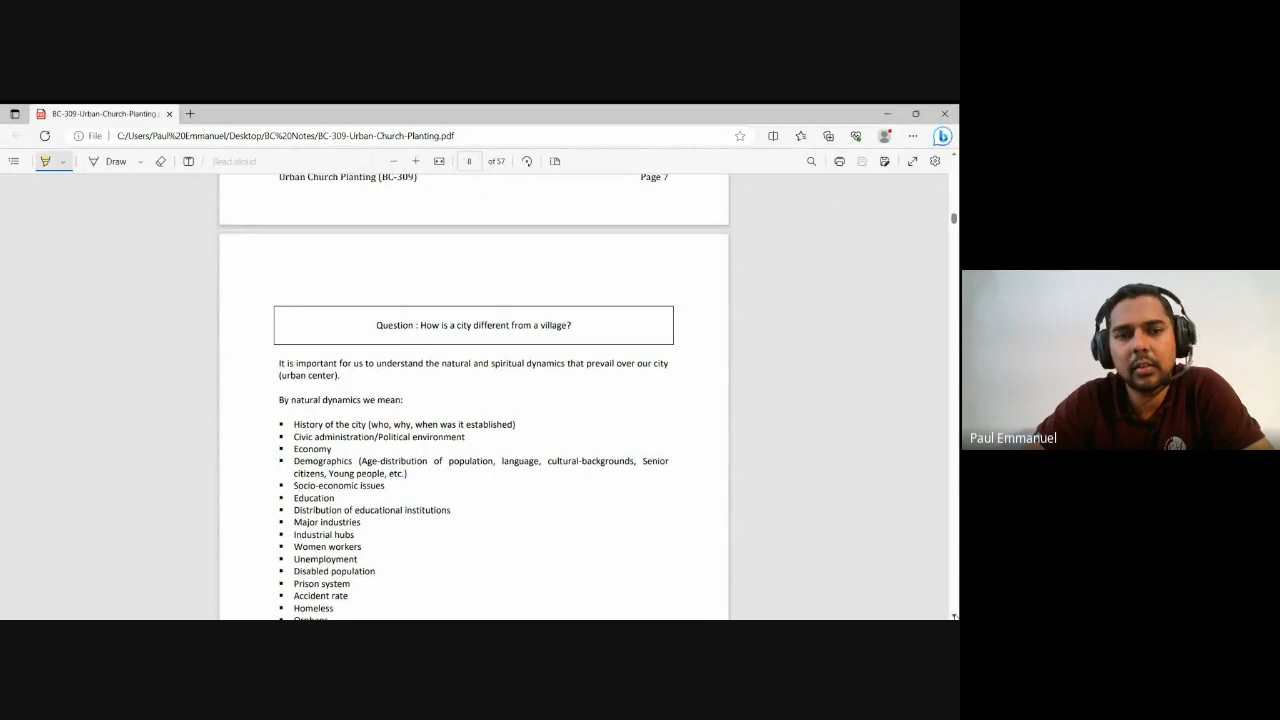 BC-309-Urban-Church-Planting.
File
C:/Users/Paul%20Emmanuel/Desktop/BC%20Notes/BC-309-Urban-Church-Planting.pdf
Draw
Read aloud
8 of 57
Urban Church Planting (BC-309) Page 7
Question : How is a city different from a village?
It is important for us to understand the natural and spiritual dynamics that prevail over our city
(urban center).
By natural dynamics we mean:
▪ History of the city (who, why, when was it established)
▪ Civic administration/Political environment
▪ Economy
▪ Demographics (Age-distribution of population, language, cultural-backgrounds, Senior
citizens, Young people, etc.)
▪ Socio-economic issues
▪ Education
▪ Distribution of educational institutions
▪ Major industries
▪ Industrial hubs
▪ Women workers
▪ Unemployment
▪ Disabled population
▪ Prison system
▪ Accident rate
▪ Homeless
Paul Emmanuel